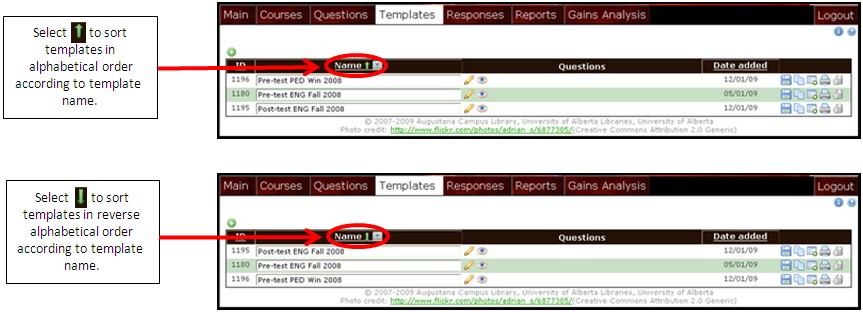 Select to sort
templates in
alphabetical order
according to template
name.
Main Courses Questions Templates Responses Reports Gains Analysis Logout
ID Name Questions Date added
1196 Pre-test PED Win 2008 12/01/09
1180 Pre-test ENG Fall 2008 05/01/09
1195 Post-test ENG Fall 2008 12/01/09
© 2007-2009 Augustana Campus Library, University of Alberta Libraries, University of Alberta
Photo credit: http://www.flickr.com/photos/adrian_s/6877305/(Creative Commons Attribution 2.0 Generic)
Select to sort
templates in reverse
alphabetical order
according to template
name.
Main Courses Questions Templates Responses Reports Gains Analysis Logout
ID Name Questions Date added
1195 Post-test ENG Fall 2008 12/01/09
1180 Pre-test ENG Fall 2008 05/01/09
1196 Pre-test PED Win 2008 12/01/09
© 2007-2009 Augustana Campus Library, University of Alberta Libraries, University of Alberta
Photo credit: http://www.flickr.com/photos/adrian_s/6877305/(Creative Commons Attribution 2.0 Generic)